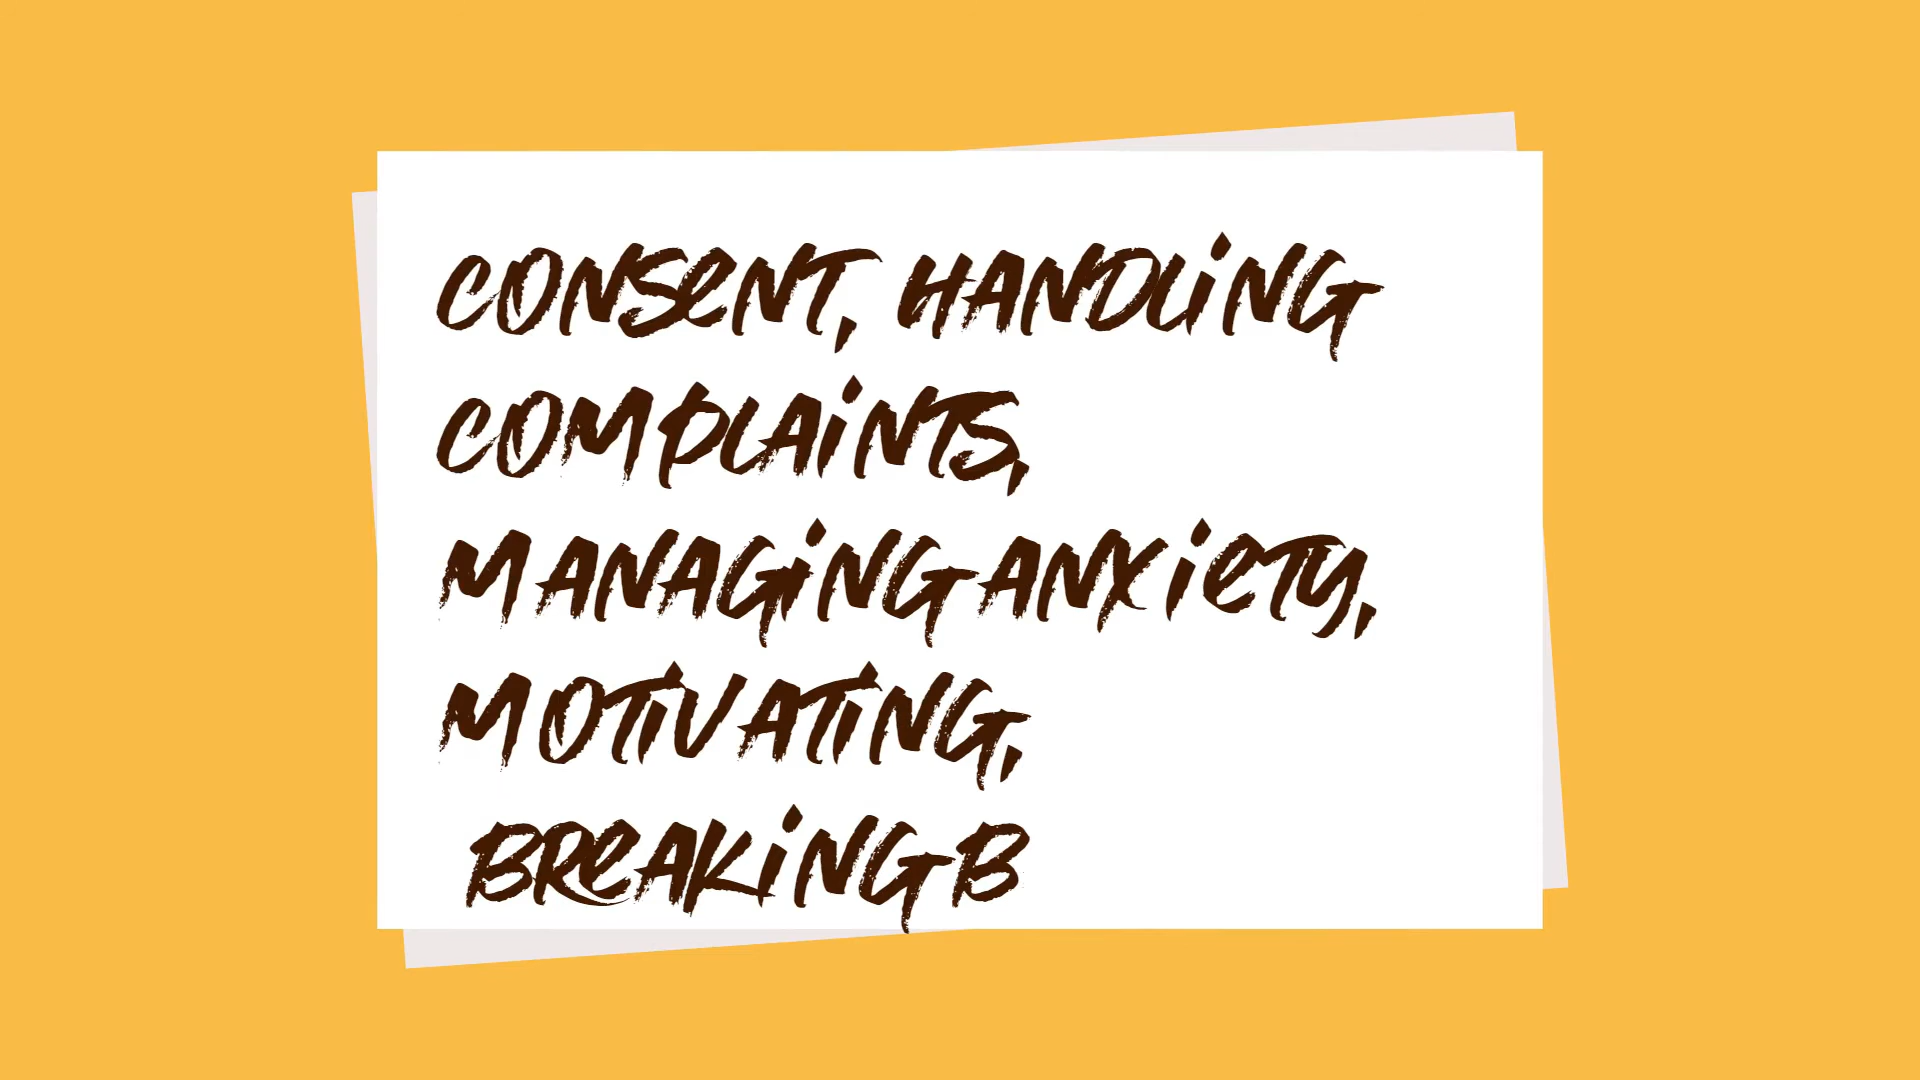 CONSENT, HANDLING
COMPLAINTS,
MANAGING ANXIETY,
MOTIVATING,
BREAKING B